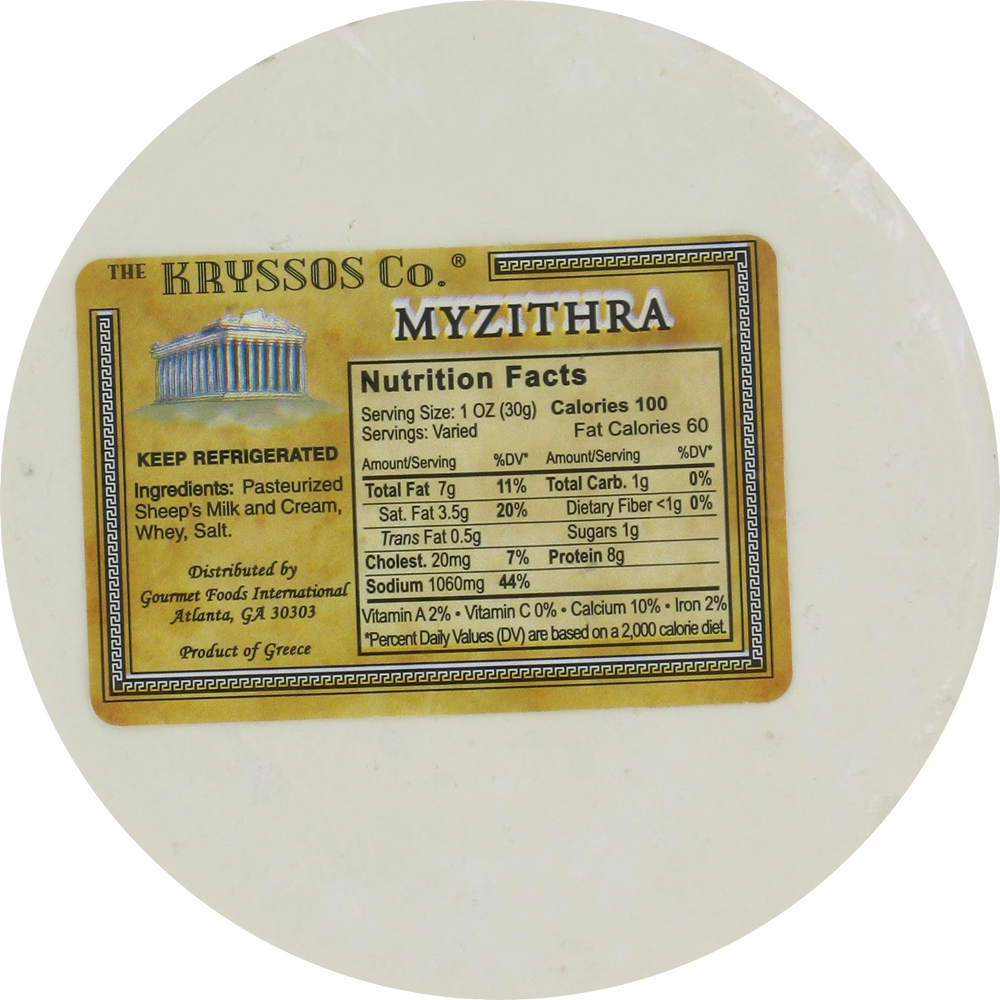 THE KRYSSOS Co.®
MYZITHRA
KEEP REFRIGERATED
Ingredients: Pasteurized
Sheep's Milk and Cream,
Whey, Salt.
Distributed by
Gourmet Foods International
Atlanta, GA 30303
Product of Greece
Nutrition Facts
Serving Size: 1 OZ (30g) Calories 100
Servings: Varied Fat Calories 60
Amount/Serving %DV* Amount/Serving %DV*
Total Fat 7g 11% Total Carb. 1g 0%
Sat. Fat 3.5g 20% Dietary Fiber <1g 0%
Trans Fat 0.5g Sugars 1g
Cholest. 20mg 7% Protein 8g
Sodium 1060mg 44%
Vitamin A 2% • Vitamin C 0% • Calcium 10% • Iron 2%
*Percent Daily Values (DV) are based on a 2,000 calorie diet.